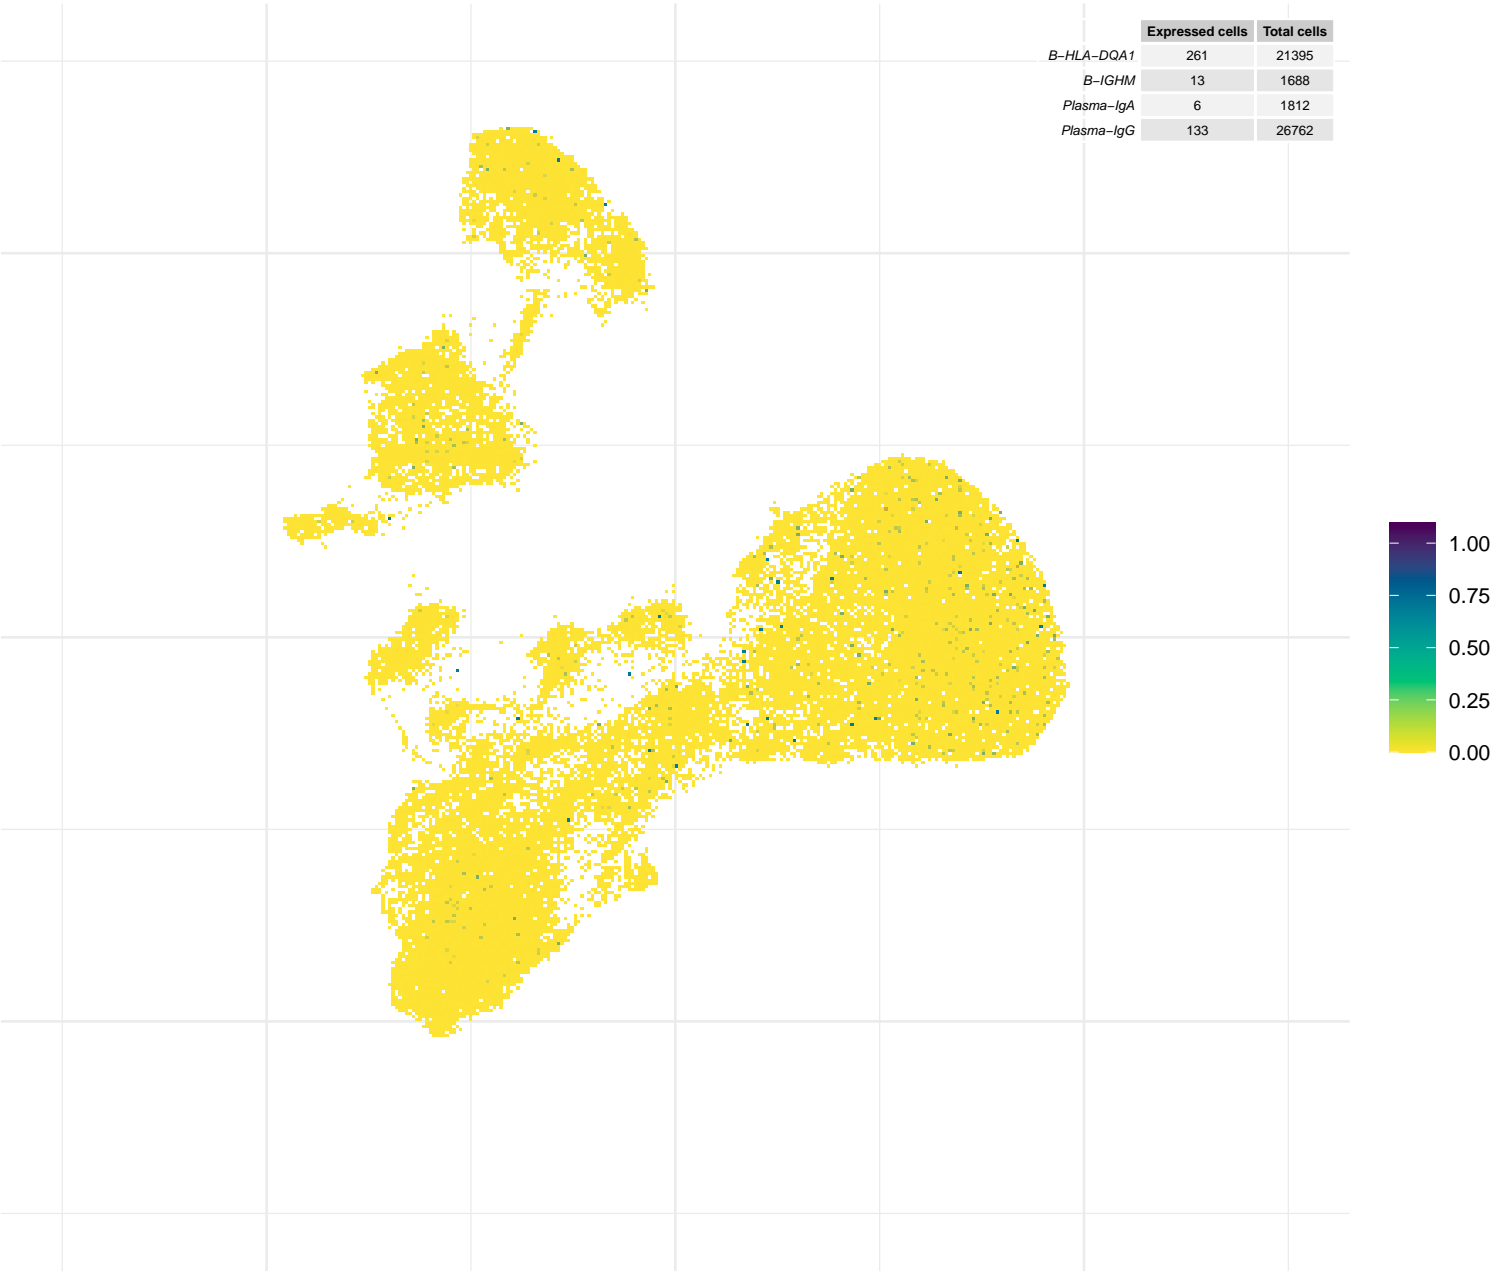 Expressed cells Total cells
B−HLA−DQA1 261 21395
B−IGHM 13 1688
Plasma−IgA 6 1812
Plasma−IgG 133 26762
1.00
0.75
0.50
0.25
0.00